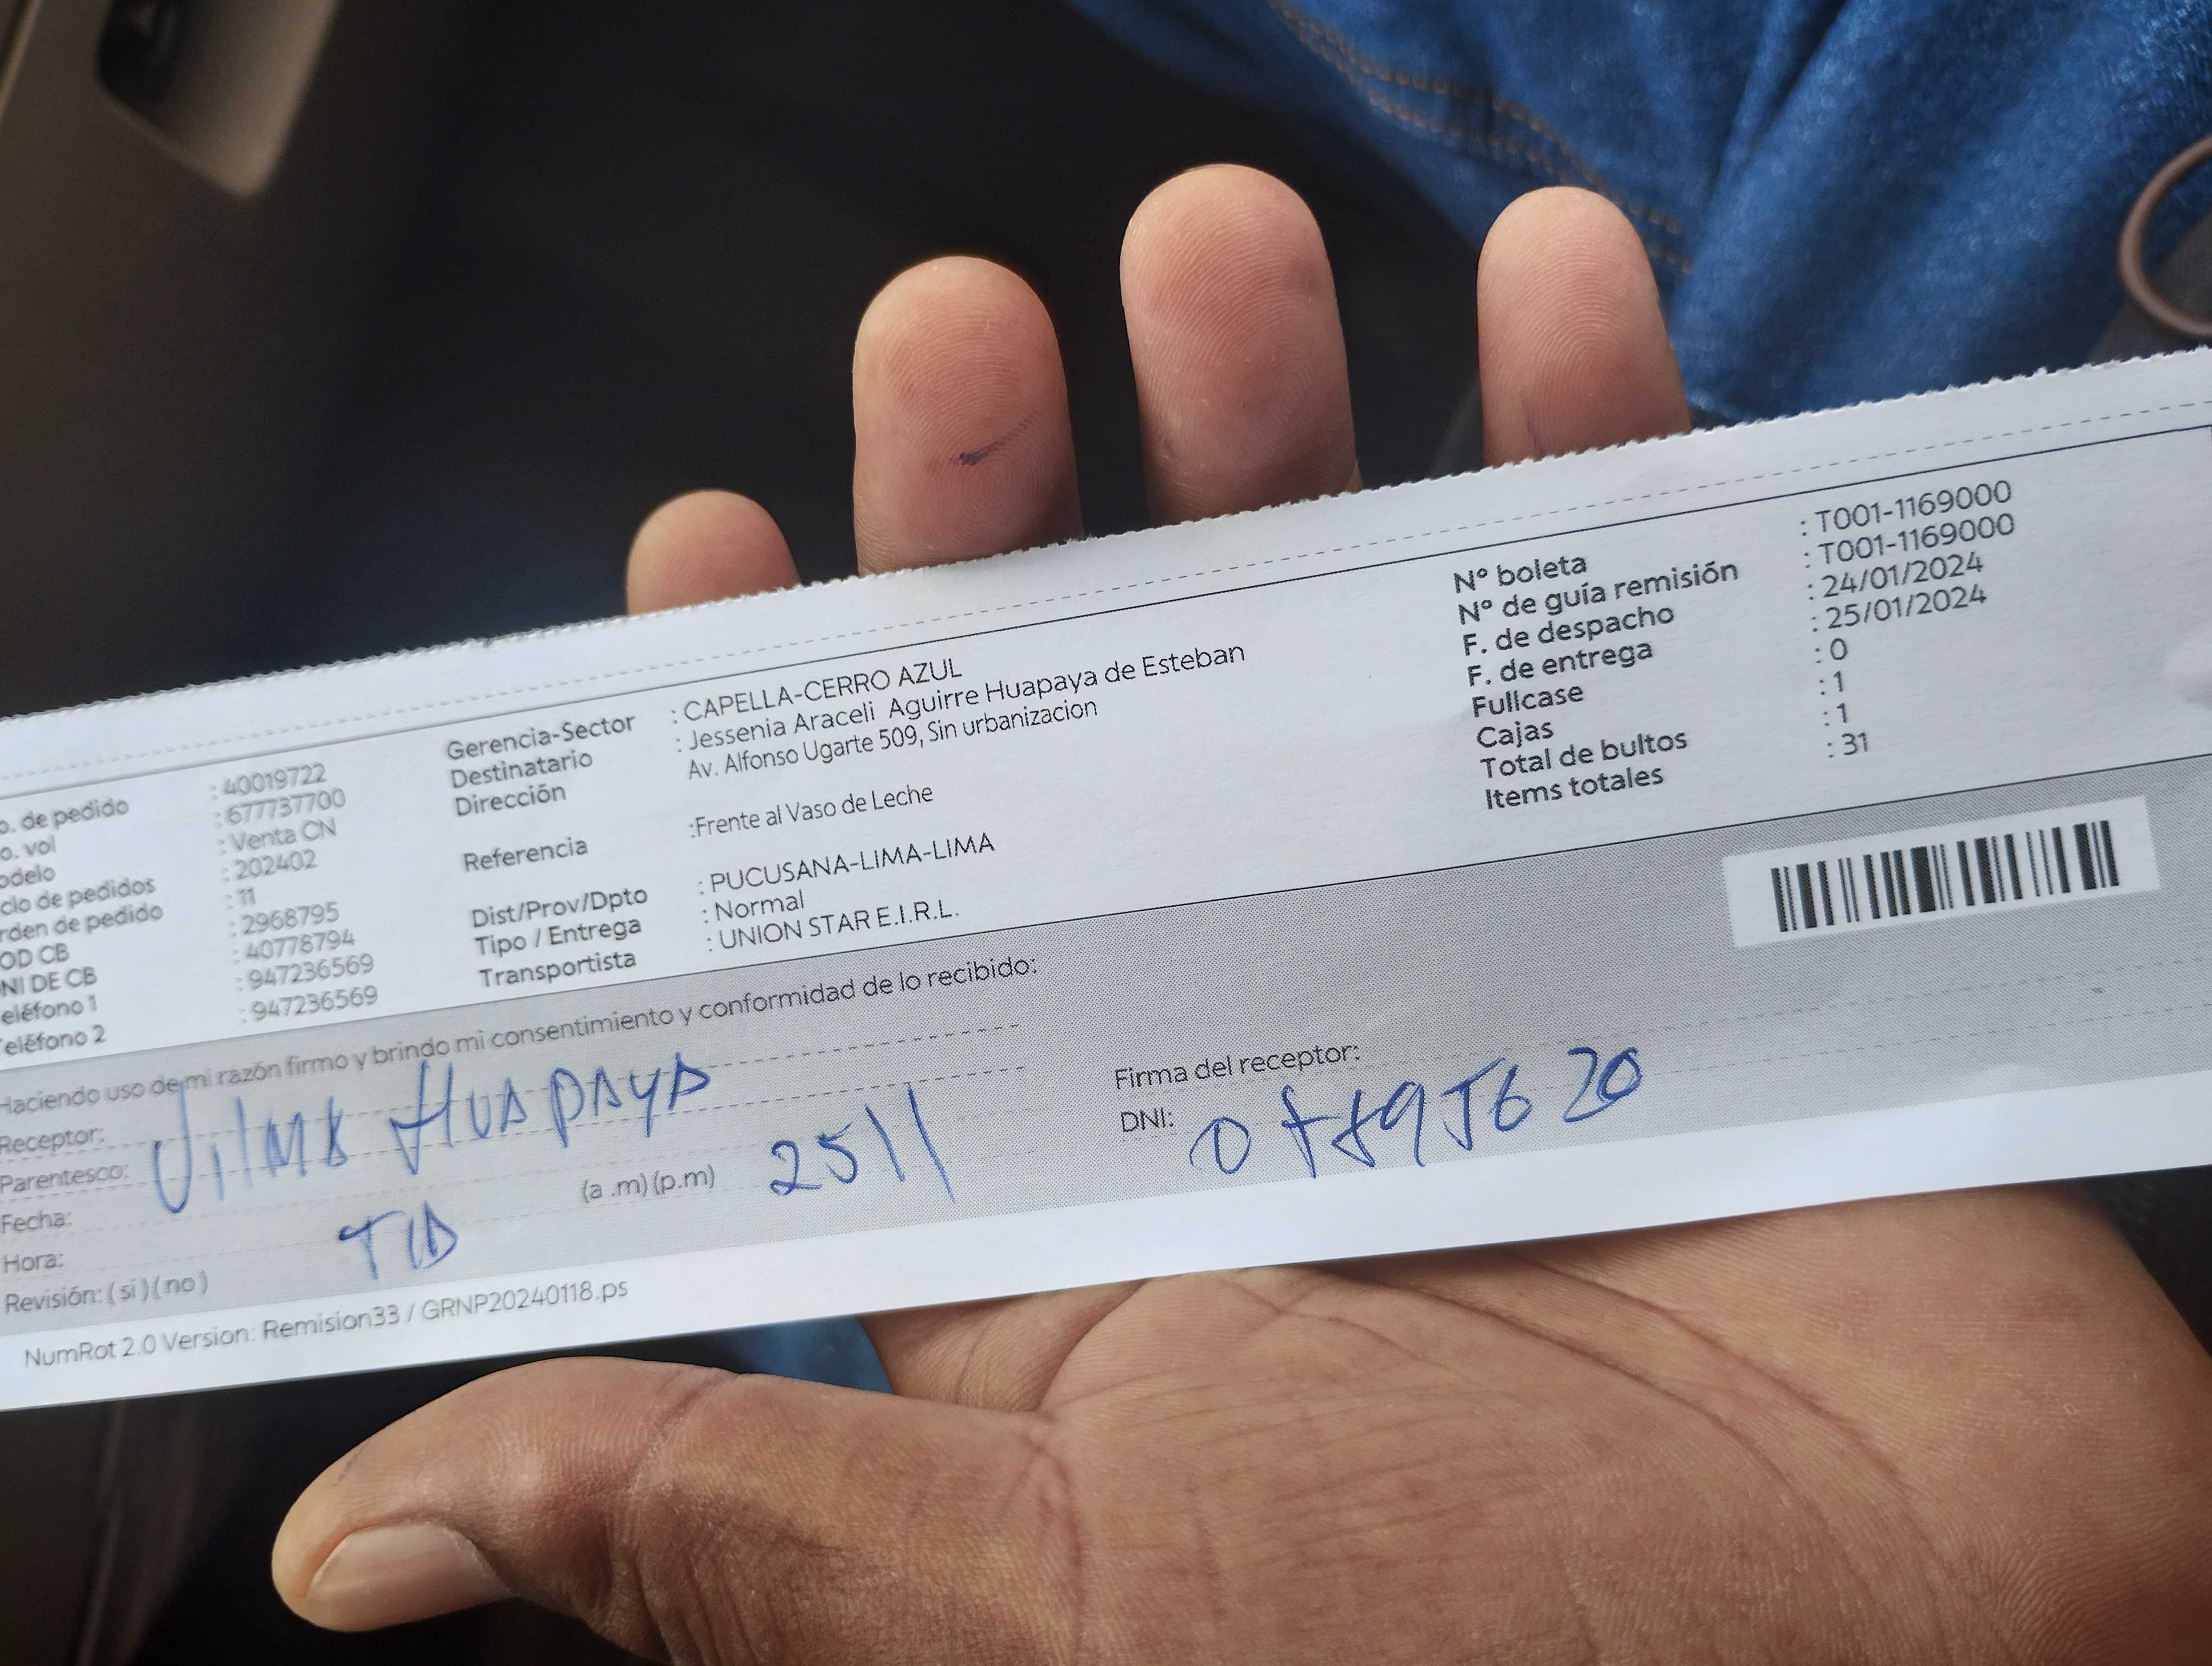 o. de pedido : 40019722
o. vol : 677737700
odelo : Venta CN
clo de pedidos : 202402
rden de pedido : 11
OD CB : 2968795
NI DE CB : 40778794
eléfono 1 : 947236569
Teléfono 2 : 947236569
Gerencia-Sector : CAPELLA-CERRO AZUL
Destinatario : Jessenia Araceli Aguirre Huapaya de Esteban
Dirección Av. Alfonso Ugarte 509, Sin urbanizacion
Referencia :Frente al Vaso de Leche
Dist/Prov/Dpto : PUCUSANA-LIMA-LIMA
Tipo / Entrega : Normal
Transportista : UNION STAR E.I.R.L.
N° boleta : T001-1169000
N° de guía remisión : T001-1169000
F. de despacho : 24/01/2024
F. de entrega : 25/01/2024
Fullcase : 0
Cajas : 1
Total de bultos : 1
Items totales : 31
Haciendo uso de mi razón firmo y brindo mi consentimiento y conformidad de lo recibido:
Receptor: Vilma Huapaya
Parentesco:
Fecha:
Hora: TIA (a .m) (p.m) 25/1
Revisión: ( si ) ( no )
Firma del receptor:
DNI:
NumRot 2.0 Version: Remision33 / GRNP20240118.ps